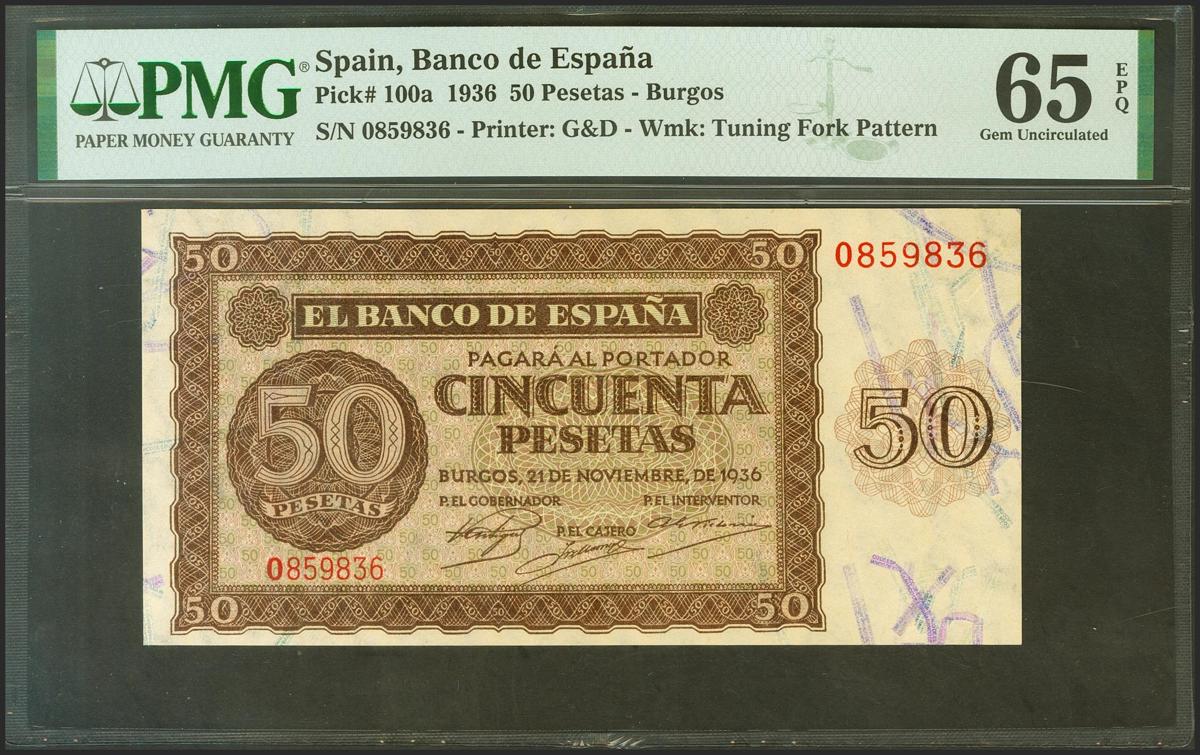 PMG®
PAPER MONEY GUARANTY
Spain, Banco de España
Pick# 100a 1936 50 Pesetas - Burgos
S/N 0859836 - Printer: G&D - Wmk: Tuning Fork Pattern
65 EPQ
Gem Uncirculated
50 50
0859836
EL BANCO DE ESPAÑA
PAGARÁ AL PORTADOR
CINCUENTA
PESETAS
50
PESETAS
50
BURGOS, 21 DE NOVIEMBRE, DE 1936
P. EL GOBERNADOR P. EL INTERVENTOR
P. EL CAJERO
0859836
50 50